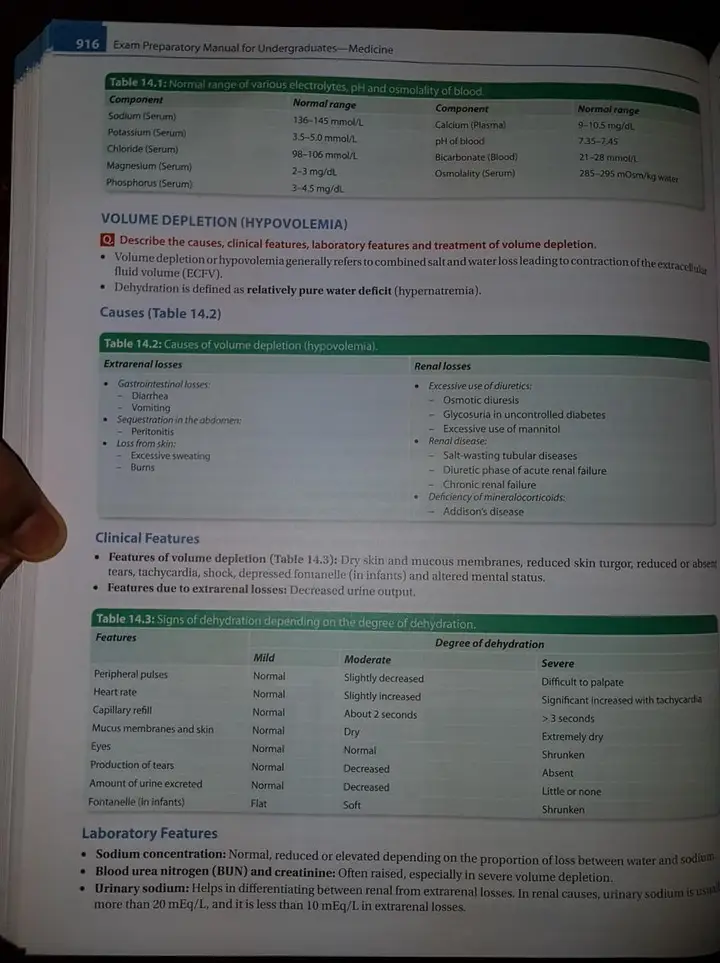 916 Exam Preparatory Manual for Undergraduates—Medicine
Table 14.1: Normal range of various electrolytes, pH and osmolality of blood.
Component Normal range Component Normal range
Sodium (Serum) 136–145 mmol/L Calcium (Plasma) 9–10.5 mg/dL
Potassium (Serum) 3.5–5.0 mmol/L pH of blood 7.35–7.45
Chloride (Serum) 98–106 mmol/L Bicarbonate (Blood) 21–28 mmol/L
Magnesium (Serum) 2–3 mg/dL Osmolality (Serum) 285–295 mOsm/kg water
Phosphorus (Serum) 3–4.5 mg/dL
VOLUME DEPLETION (HYPOVOLEMIA)
Q. Describe the causes, clinical features, laboratory features and treatment of volume depletion.
• Volume depletion or hypovolemia generally refers to combined salt and water loss leading to contraction of the extracellular
fluid volume (ECFV).
• Dehydration is defined as relatively pure water deficit (hypernatremia).
Causes (Table 14.2)
Table 14.2: Causes of volume depletion (hypovolemia).
Extrarenal losses
• Gastrointestinal losses:
– Diarrhea
– Vomiting
• Sequestration in the abdomen:
– Peritonitis
• Loss from skin:
– Excessive sweating
– Burns
Renal losses
• Excessive use of diuretics:
– Osmotic diuresis
– Glycosuria in uncontrolled diabetes
– Excessive use of mannitol
• Renal disease:
– Salt-wasting tubular diseases
– Diuretic phase of acute renal failure
– Chronic renal failure
• Deficiency of mineralocorticoids:
– Addison's disease
Clinical Features
• Features of volume depletion (Table 14.3): Dry skin and mucous membranes, reduced skin turgor, reduced or absent
tears, tachycardia, shock, depressed fontanelle (in infants) and altered mental status.
• Features due to extrarenal losses: Decreased urine output.
Table 14.3: Signs of dehydration depending on the degree of dehydration.
Features Degree of dehydration
Mild Moderate Severe
Peripheral pulses Normal Slightly decreased Difficult to palpate
Heart rate Normal Slightly increased Significant increased with tachycardia
Capillary refill Normal About 2 seconds > 3 seconds
Mucus membranes and skin Normal Dry Extremely dry
Eyes Normal Normal Shrunken
Production of tears Normal Decreased Absent
Amount of urine excreted Normal Decreased Little or none
Fontanelle (in infants) Flat Soft Shrunken
Laboratory Features
• Sodium concentration: Normal, reduced or elevated depending on the proportion of loss between water and sodium.
• Blood urea nitrogen (BUN) and creatinine: Often raised, especially in severe volume depletion.
• Urinary sodium: Helps in differentiating between renal from extrarenal losses. In renal causes, urinary sodium is usually
more than 20 mEq/L, and it is less than 10 mEq/L in extrarenal losses.